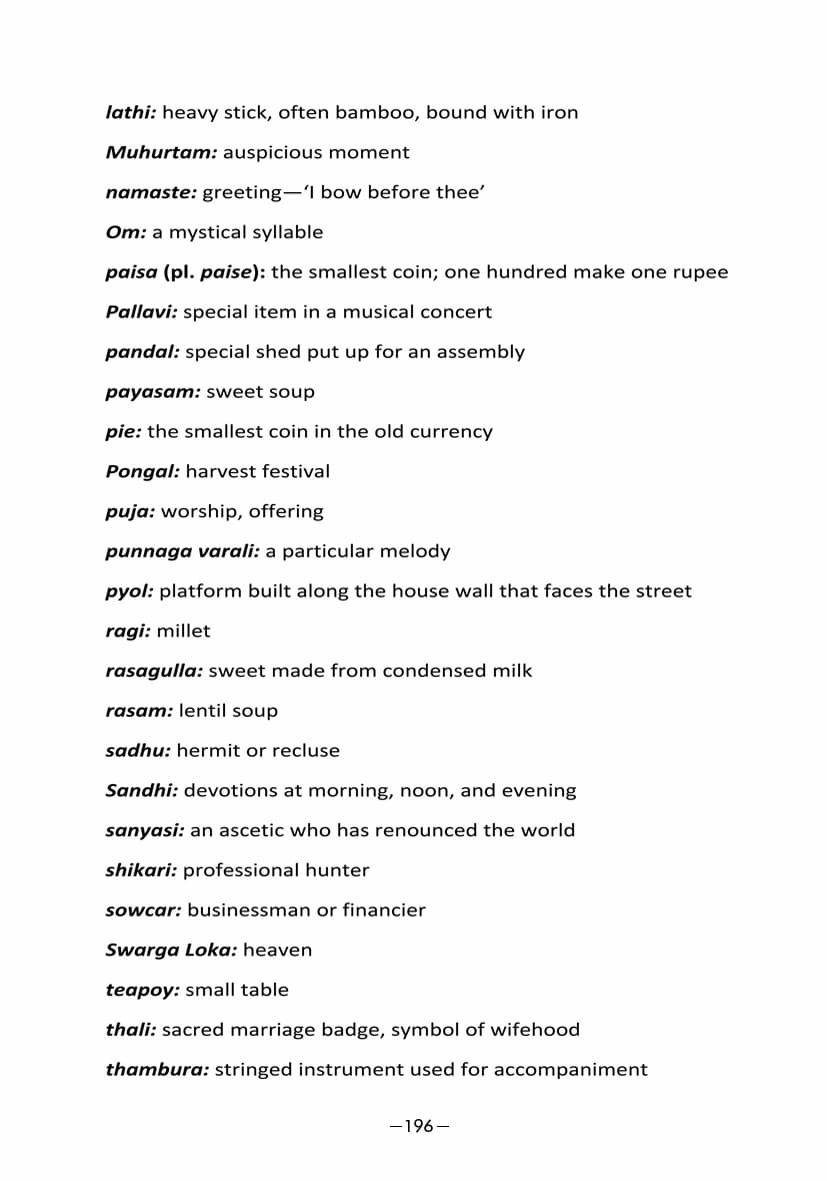 lathi: heavy stick, often bamboo, bound with iron
Muhurtam: auspicious moment
namaste: greeting—‘I bow before thee’
Om: a mystical syllable
paisa (pl. paise): the smallest coin; one hundred make one rupee
Pallavi: special item in a musical concert
pandal: special shed put up for an assembly
payasam: sweet soup
pie: the smallest coin in the old currency
Pongal: harvest festival
puja: worship, offering
punnaga varali: a particular melody
pyol: platform built along the house wall that faces the street
ragi: millet
rasagulla: sweet made from condensed milk
rasam: lentil soup
sadhu: hermit or recluse
Sandhi: devotions at morning, noon, and evening
sanyasi: an ascetic who has renounced the world
shikari: professional hunter
sowcar: businessman or financier
Swarga Loka: heaven
teapoy: small table
thali: sacred marriage badge, symbol of wifehood
thambura: stringed instrument used for accompaniment
—196—